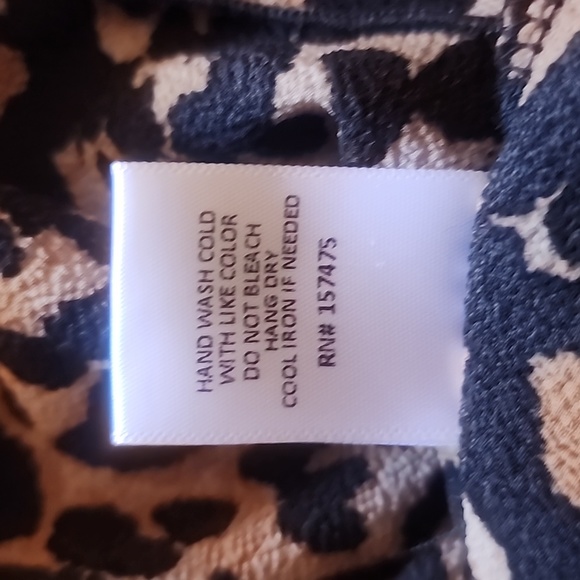 HAND WASH COLD
WITH LIKE COLOR
DO NOT BLEACH
HANG DRY
COOL IRON IF NEEDED
RN# 157475